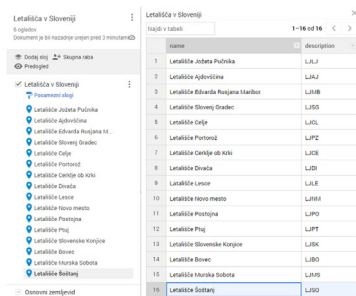 Letališča v Sloveniji
6 ogledov
Dokument je bil nazadnje urejen pred 3 minutami
Dodaj sloj
Skupna raba
Predogled
Letališča v Sloveniji
Posamezni slogi
Letališče Jožeta Pučnika
Letališče Ajdovščina
Letališče Edvarda Rusjana M...
Letališče Slovenj Gradec
Letališče Celje
Letališče Portorož
Letališče Cerklje ob Krki
Letališče Divača
Letališče Lesce
Letališče Novo mesto
Letališče Postojna
Letališče Ptuj
Letališče Slovenske Konjice
Letališče Bovec
Letališče Murska Sobota
Letališče Šoštanj
Osnovni zemljevid
Letališča v Sloveniji
Najdi v tabeli
1–16 od 16
name description
1 Letališče Jožeta Pučnika LJLJ
2 Letališče Ajdovščina LJAJ
3 Letališče Edvarda Rusjana Maribor LJMB
4 Letališče Slovenj Gradec LJSG
5 Letališče Celje LJCL
6 Letališče Portorož LJPZ
7 Letališče Cerklje ob Krki LJCE
8 Letališče Divača LJDI
9 Letališče Lesce LJLE
10 Letališče Novo mesto LJNM
11 Letališče Postojna LJPO
12 Letališče Ptuj LJPT
13 Letališče Slovenske Konjice LJSK
14 Letališče Bovec LJBO
15 Letališče Murska Sobota LJMS
16 Letališče Šoštanj LJSO